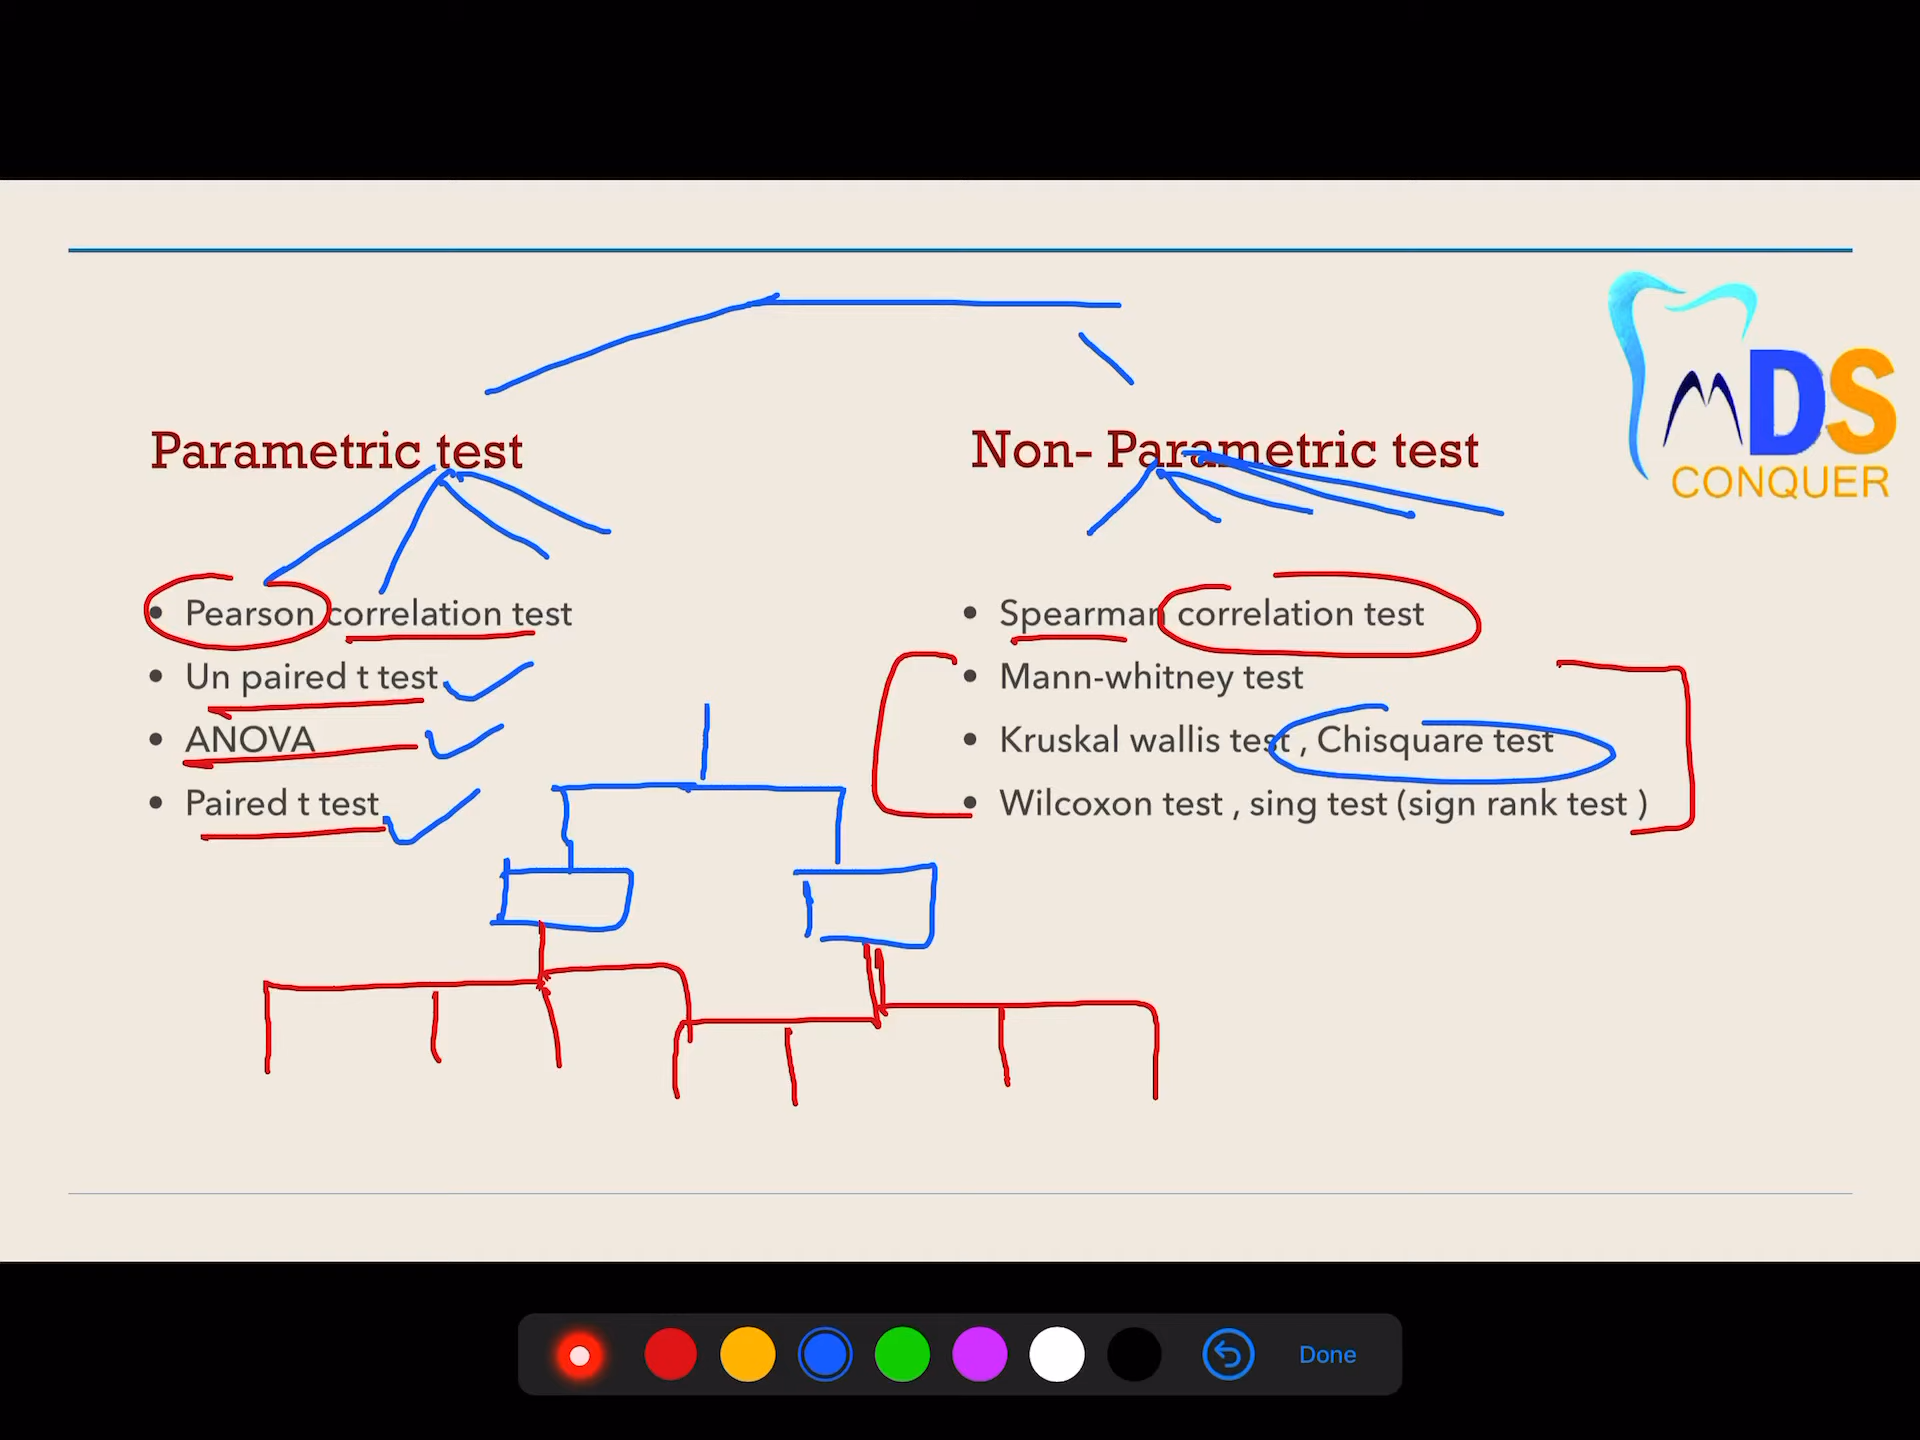 Parametric test
• Pearson correlation test
• Un paired t test
• ANOVA
• Paired t test
Non- Parametric test
• Spearman correlation test
• Mann-whitney test
• Kruskal wallis test , Chisquare test
• Wilcoxon test , sing test (sign rank test )
MDS
CONQUER
Done